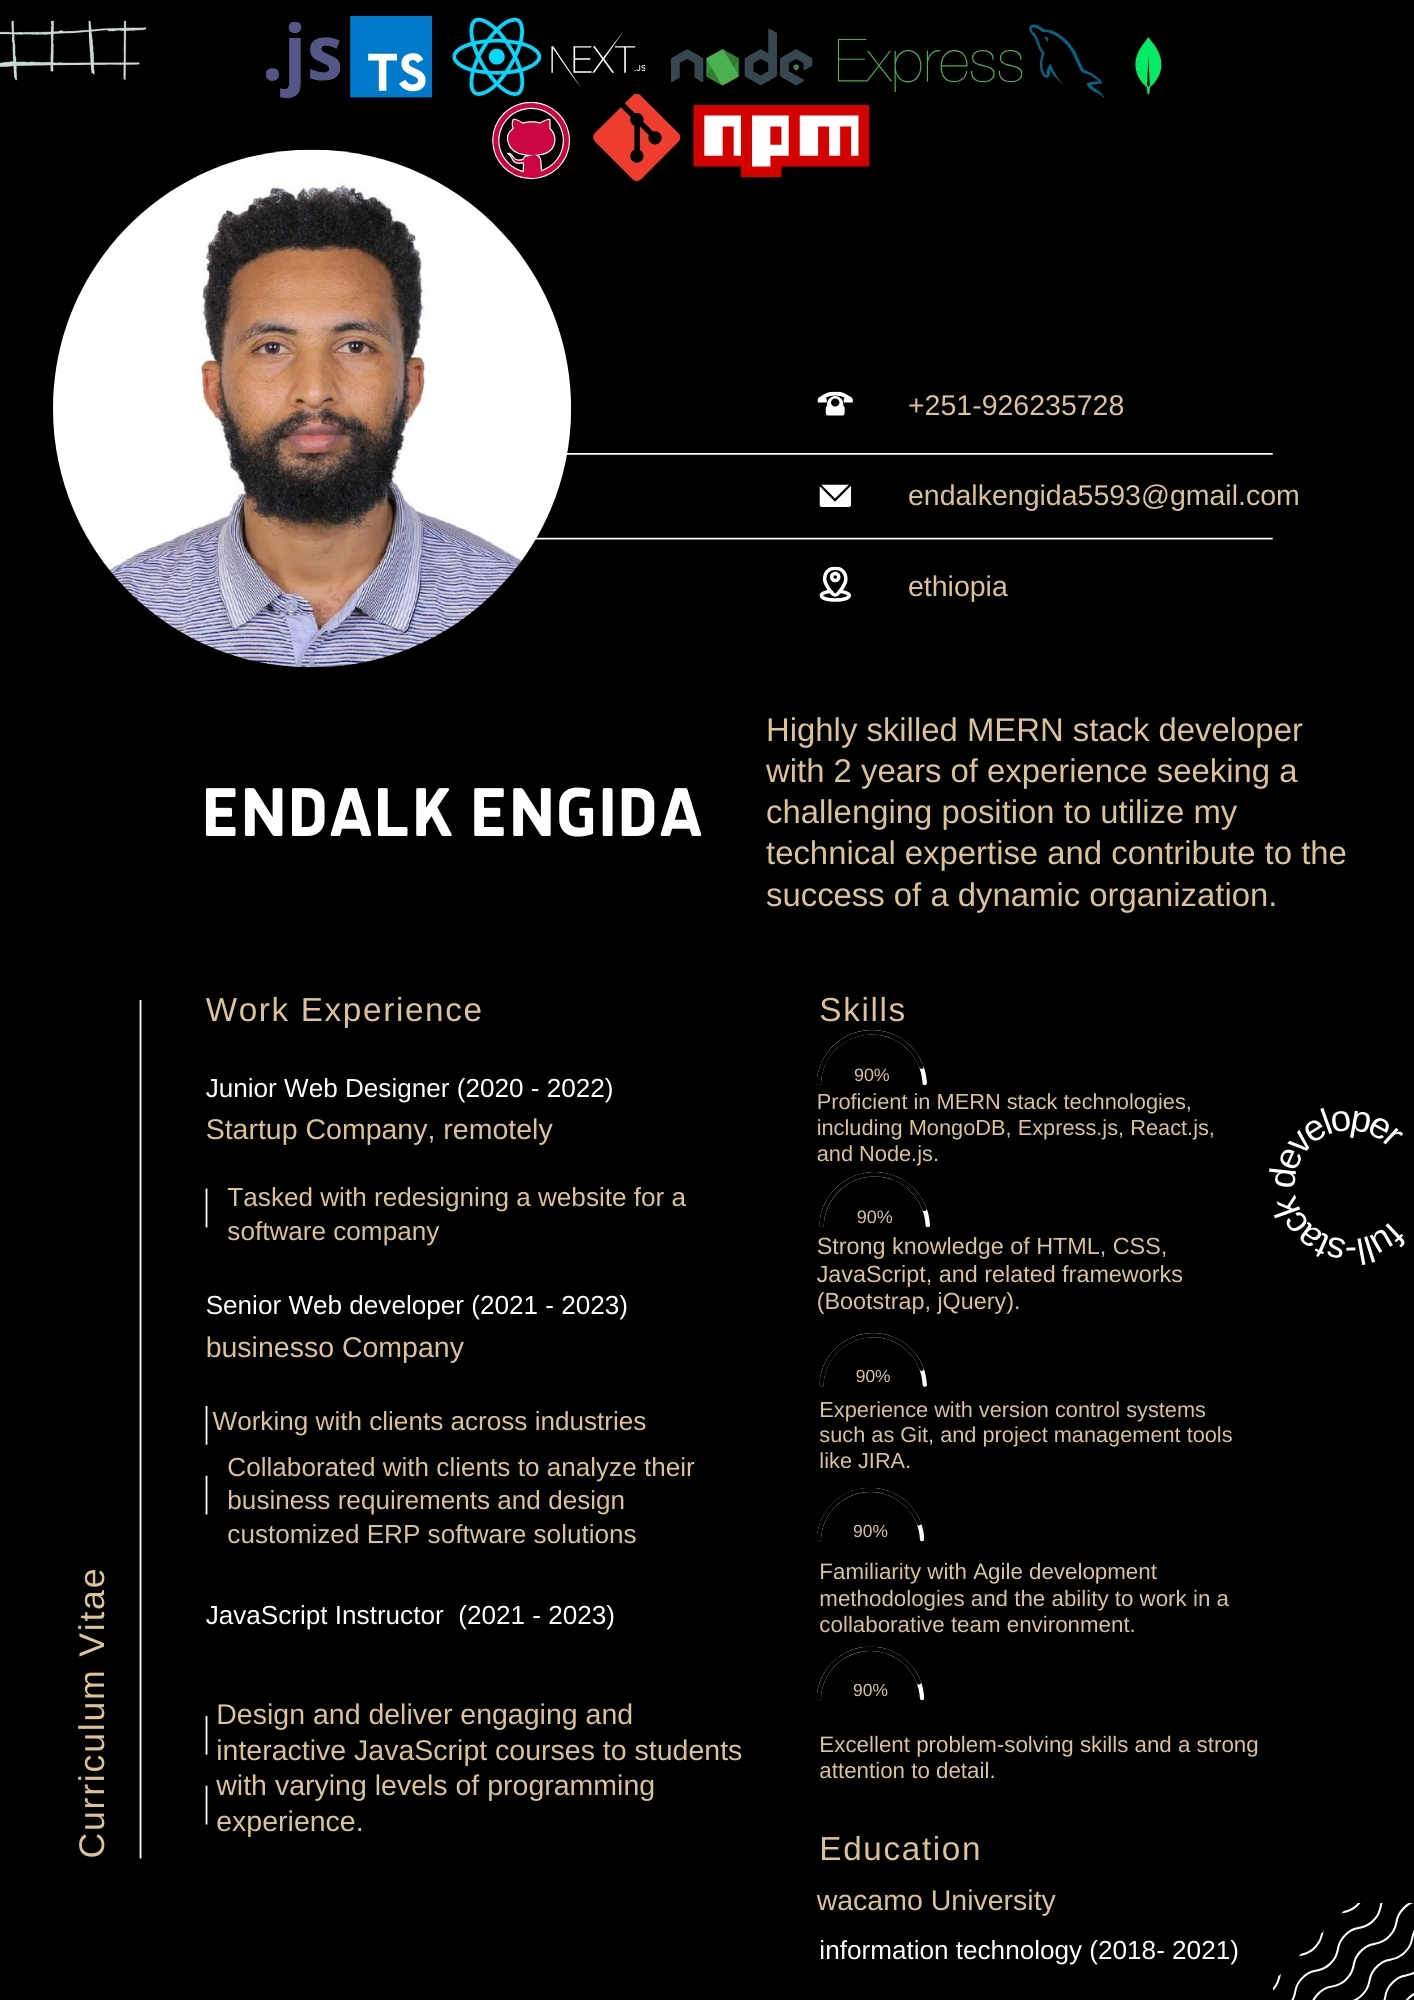 .js TS NEXT.JS node Express
npm
+251-926235728
endalkengida5593@gmail.com
ethiopia
ENDALK ENGIDA
Highly skilled MERN stack developer
with 2 years of experience seeking a
challenging position to utilize my
technical expertise and contribute to the
success of a dynamic organization.
Curriculum Vitae
Work Experience
Junior Web Designer (2020 - 2022)
Startup Company, remotely
Tasked with redesigning a website for a
software company
Senior Web developer (2021 - 2023)
businesso Company
Working with clients across industries
Collaborated with clients to analyze their
business requirements and design
customized ERP software solutions
JavaScript Instructor  (2021 - 2023)
Design and deliver engaging and
interactive JavaScript courses to students
with varying levels of programming
experience.
Skills
90%
Proficient in MERN stack technologies,
including MongoDB, Express.js, React.js,
and Node.js.
90%
Strong knowledge of HTML, CSS,
JavaScript, and related frameworks
(Bootstrap, jQuery).
90%
Experience with version control systems
such as Git, and project management tools
like JIRA.
90%
Familiarity with Agile development
methodologies and the ability to work in a
collaborative team environment.
90%
Excellent problem-solving skills and a strong
attention to detail.
full-stack developer
Education
wacamo University
information technology (2018- 2021)